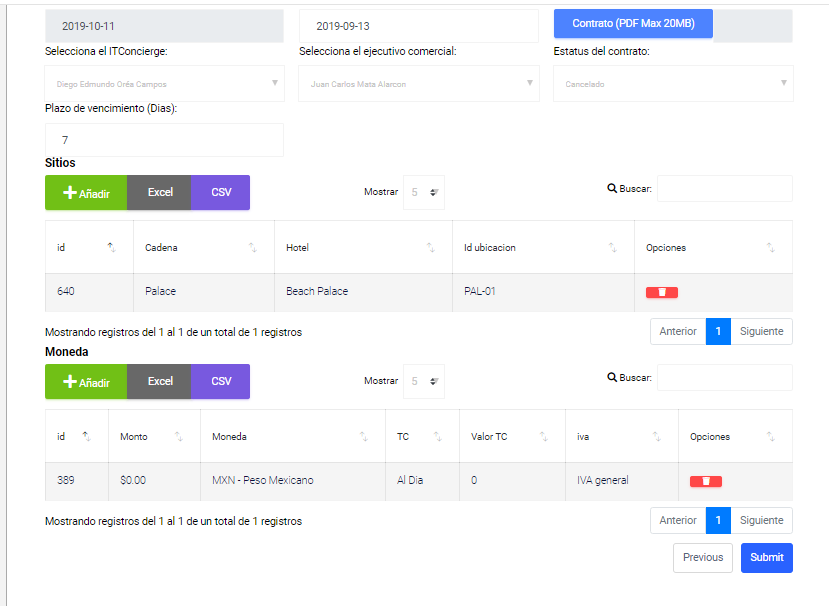 2019-10-11 2019-09-13 Contrato (PDF Max 20MB)
Selecciona el ITConcierge: Selecciona el ejecutivo comercial: Estatus del contrato:
Diego Edmundo Oréa Campos Juan Carlos Mata Alarcon Cancelado
Plazo de vencimiento (Dias):
7
Sitios
Añadir Excel CSV Mostrar 5 Buscar:
id Cadena Hotel Id ubicacion Opciones
640 Palace Beach Palace PAL-01
Mostrando registros del 1 al 1 de un total de 1 registros Anterior 1 Siguiente
Moneda
Añadir Excel CSV Mostrar 5 Buscar:
id Monto Moneda TC Valor TC iva Opciones
389 $0.00 MXN - Peso Mexicano Al Dia 0 IVA general
Mostrando registros del 1 al 1 de un total de 1 registros Anterior 1 Siguiente
Previous Submit